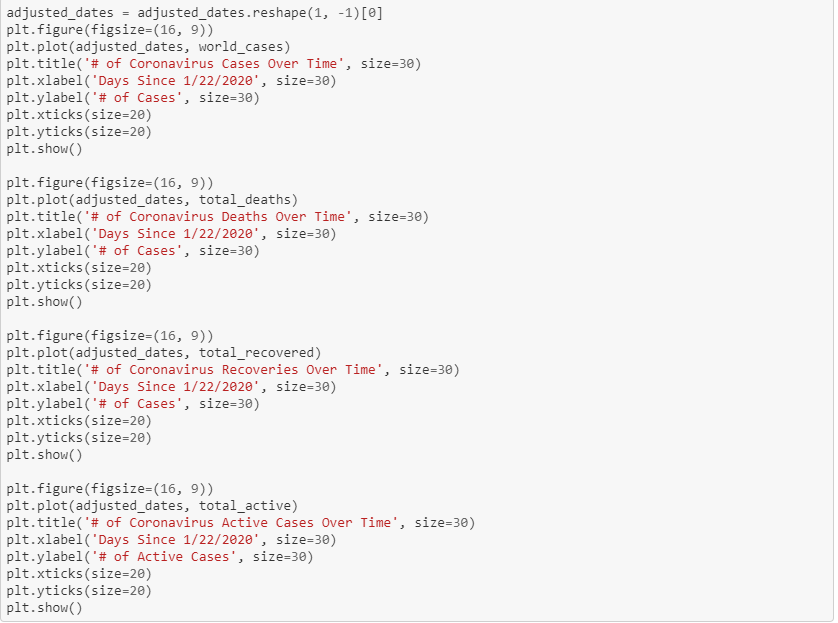 adjusted_dates = adjusted_dates.reshape(1, -1)[0]
plt.figure(figsize=(16, 9))
plt.plot(adjusted_dates, world_cases)
plt.title('# of Coronavirus Cases Over Time', size=30)
plt.xlabel('Days Since 1/22/2020', size=30)
plt.ylabel('# of Cases', size=30)
plt.xticks(size=20)
plt.yticks(size=20)
plt.show()

plt.figure(figsize=(16, 9))
plt.plot(adjusted_dates, total_deaths)
plt.title('# of Coronavirus Deaths Over Time', size=30)
plt.xlabel('Days Since 1/22/2020', size=30)
plt.ylabel('# of Cases', size=30)
plt.xticks(size=20)
plt.yticks(size=20)
plt.show()

plt.figure(figsize=(16, 9))
plt.plot(adjusted_dates, total_recovered)
plt.title('# of Coronavirus Recoveries Over Time', size=30)
plt.xlabel('Days Since 1/22/2020', size=30)
plt.ylabel('# of Cases', size=30)
plt.xticks(size=20)
plt.yticks(size=20)
plt.show()

plt.figure(figsize=(16, 9))
plt.plot(adjusted_dates, total_active)
plt.title('# of Coronavirus Active Cases Over Time', size=30)
plt.xlabel('Days Since 1/22/2020', size=30)
plt.ylabel('# of Active Cases', size=30)
plt.xticks(size=20)
plt.yticks(size=20)
plt.show()